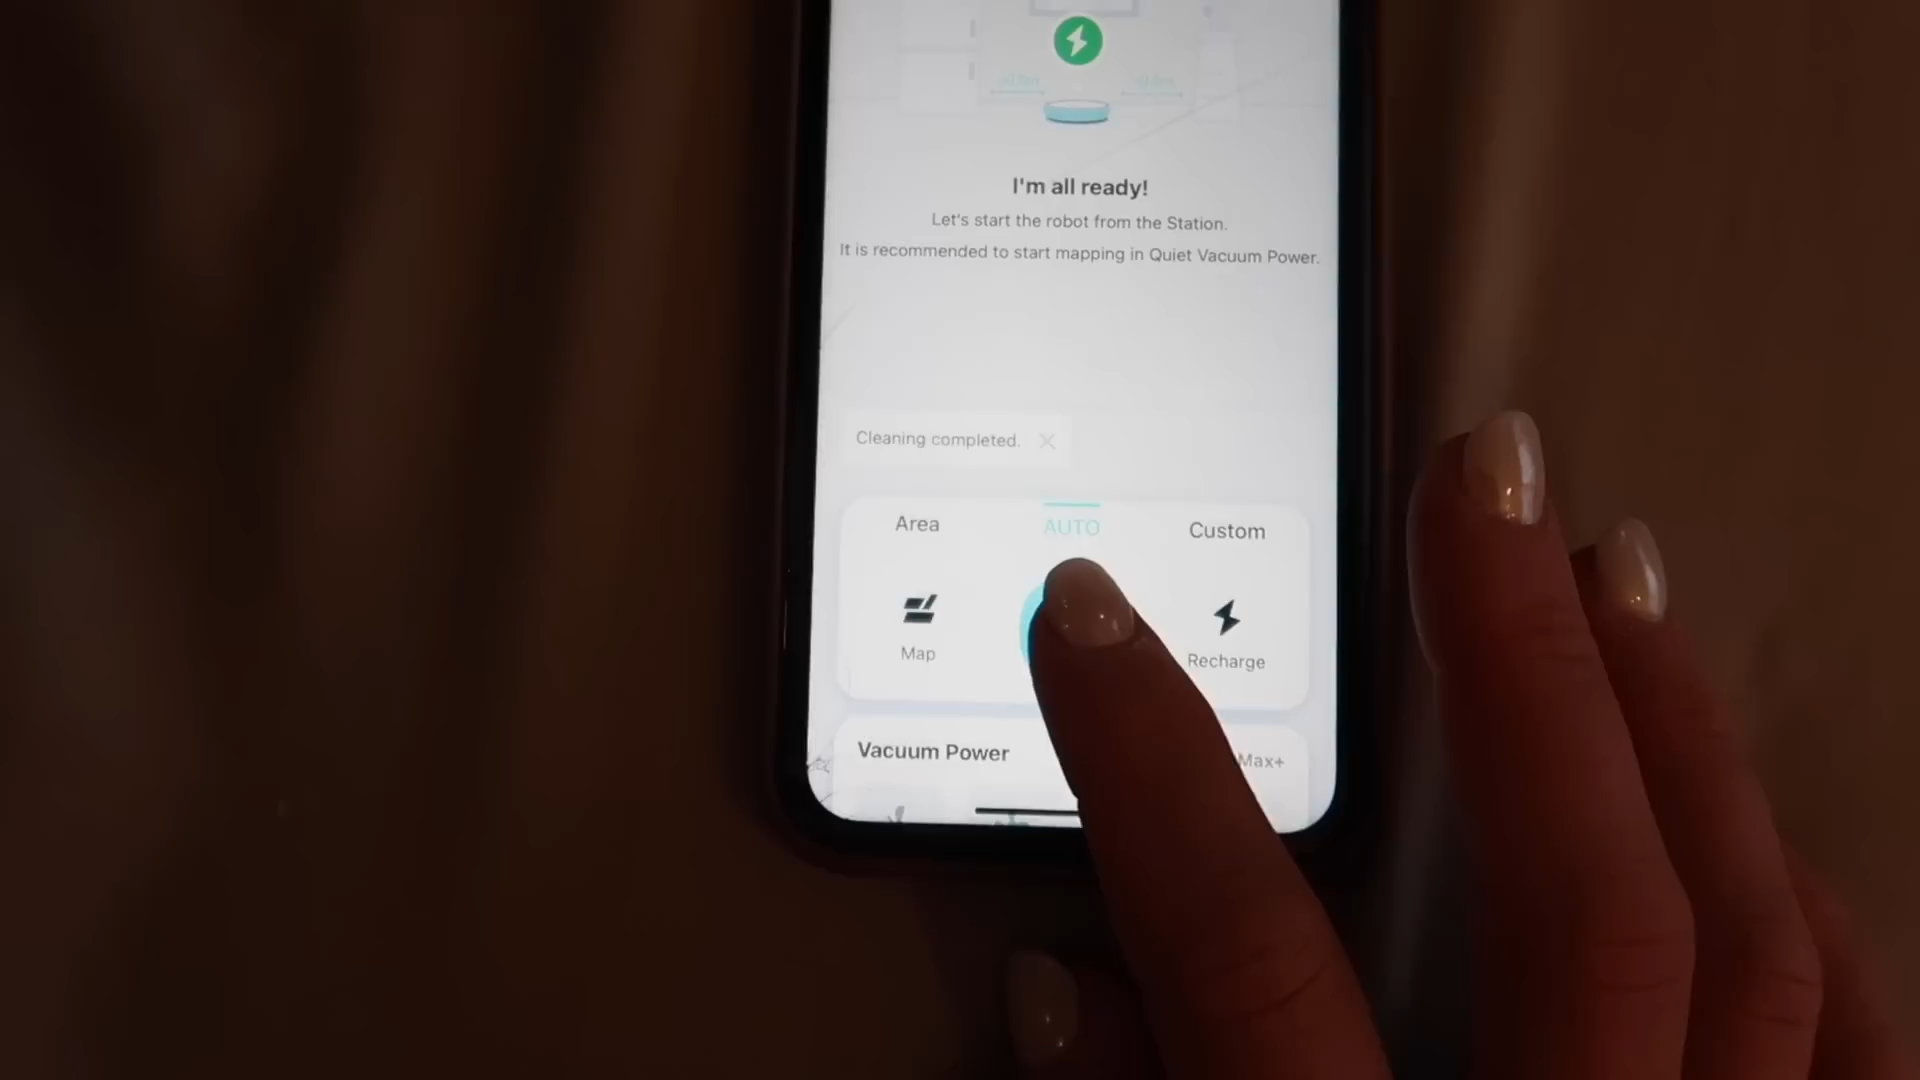 I'm all ready!
Let's start the robot from the Station.
It is recommended to start mapping in Quiet Vacuum Power.
Cleaning completed.
Area
AUTO
Custom
Map
Recharge
Vacuum Power
Max+